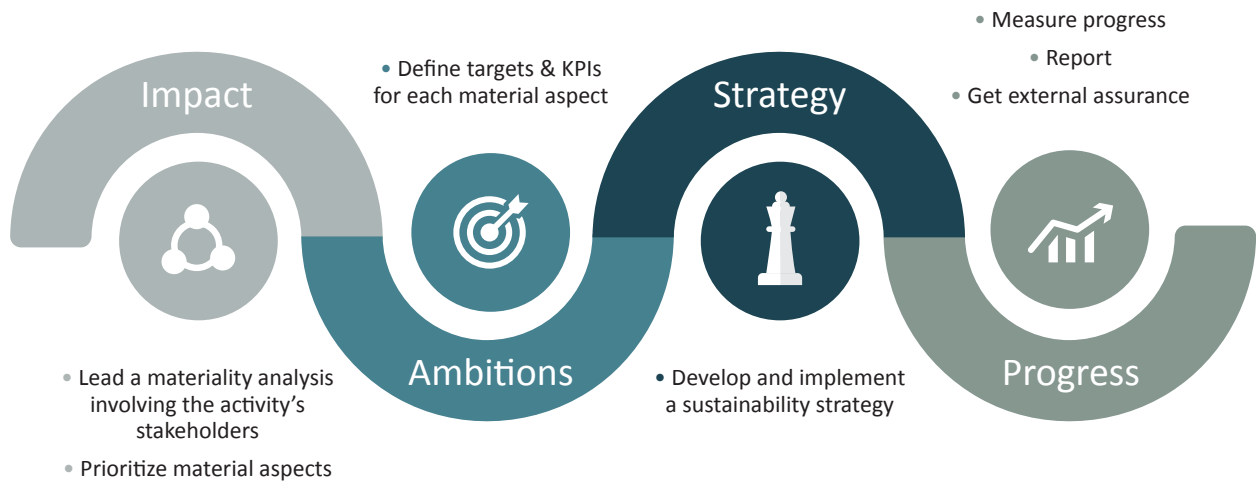 Impact
• Lead a materiality analysis
involving the activity's
stakeholders
• Prioritize material aspects
• Define targets & KPIs
for each material aspect
Ambitions
Strategy
• Develop and implement
a sustainability strategy
• Measure progress
• Report
• Get external assurance
Progress